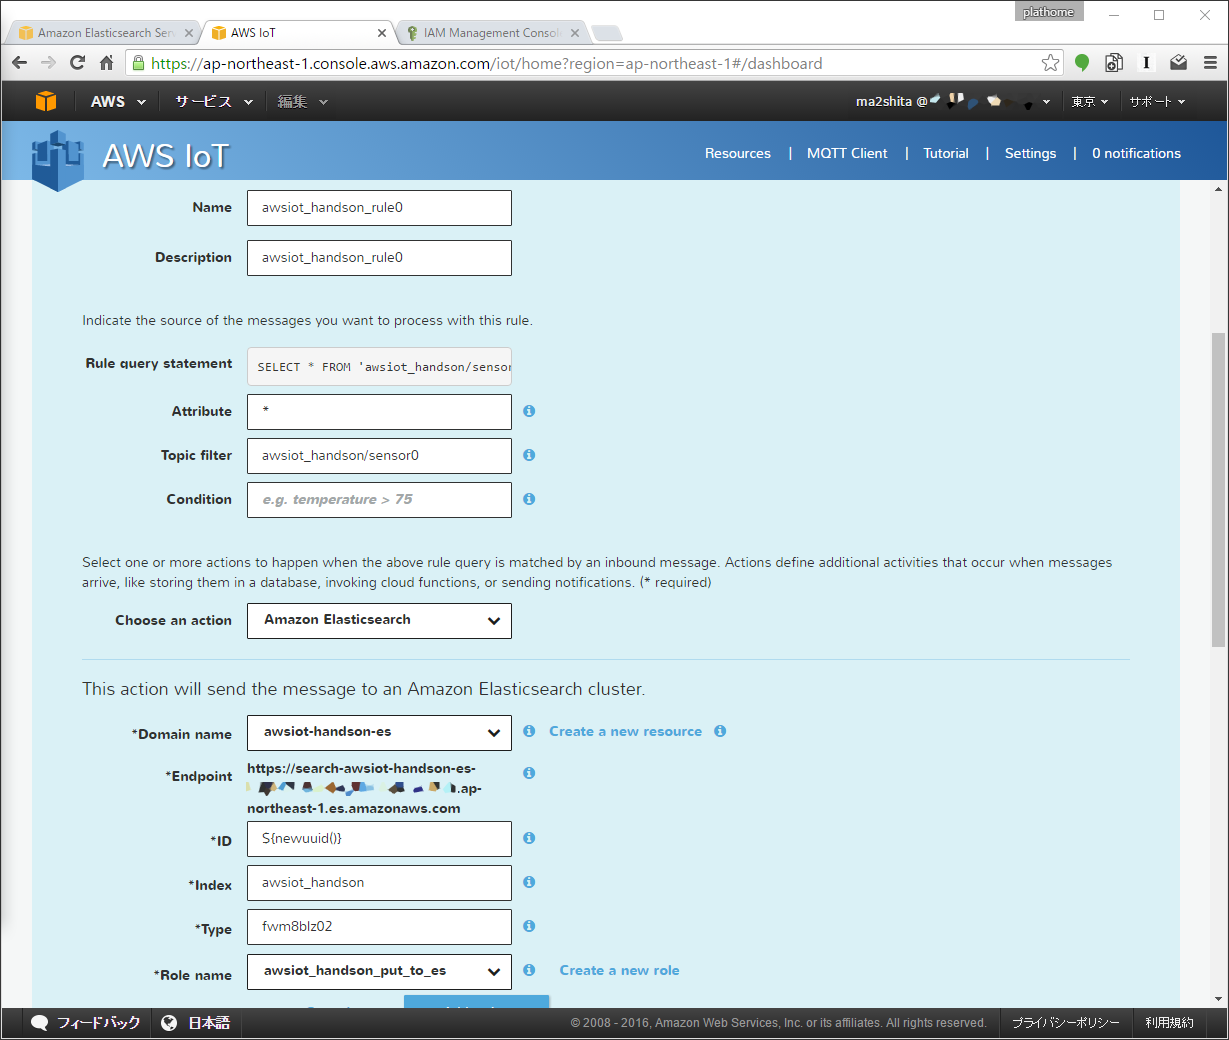 plathome
Amazon Elasticsearch Ser
AWS IoT
IAM Management Consol
https://ap-northeast-1.console.aws.amazon.com/iot/home?region=ap-northeast-1#/dashboard
AWS サービス 編集 ma2shita @ 東京 サポート
AWS IoT
Resources | MQTT Client | Tutorial | Settings | 0 notifications
Name awsiot_handson_rule0
Description awsiot_handson_rule0
Indicate the source of the messages you want to process with this rule.
Rule query statement SELECT * FROM 'awsiot_handson/sensor
Attribute *
Topic filter awsiot_handson/sensor0
Condition e.g. temperature > 75
Select one or more actions to happen when the above rule query is matched by an inbound message. Actions define additional activities that occur when messages
arrive, like storing them in a database, invoking cloud functions, or sending notifications. (* required)
Choose an action Amazon Elasticsearch
This action will send the message to an Amazon Elasticsearch cluster.
*Domain name awsiot-handson-es Create a new resource
*Endpoint https://search-awsiot-handson-es-
.ap-
northeast-1.es.amazonaws.com
*ID S{newuuid()}
*Index awsiot_handson
*Type fwm8blz02
*Role name awsiot_handson_put_to_es Create a new role
フィードバック 日本語 © 2008 - 2016, Amazon Web Services, Inc. or its affiliates. All rights reserved. プライバシーポリシー 利用規約